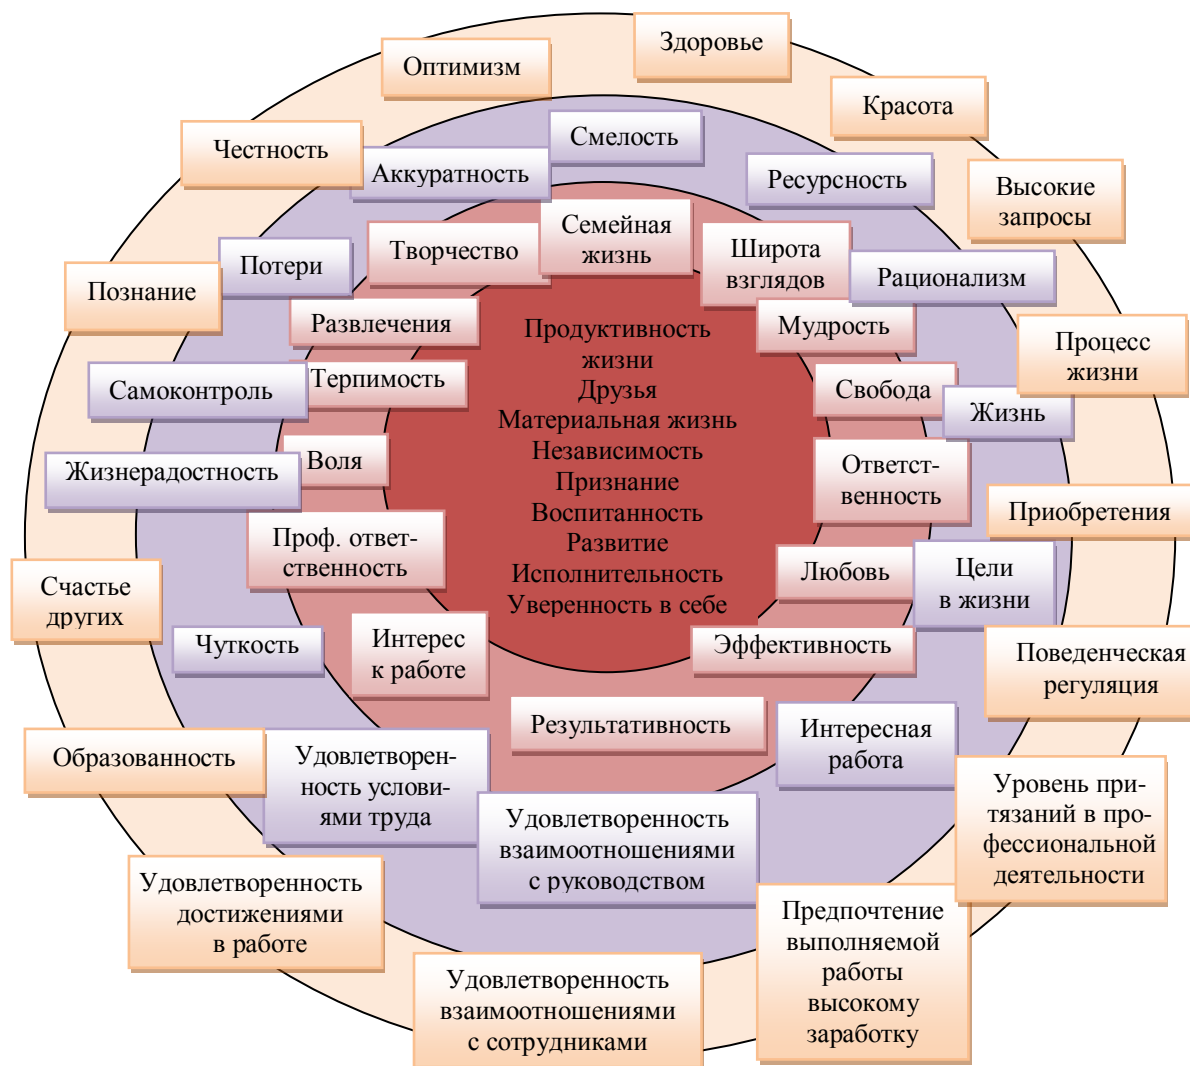 Здоровье
Оптимизм
Красота
Честность
Смелость
Аккуратность
Ресурсность
Высокие
запросы
Семейная
жизнь
Творчество
Широта
взглядов
Потери
Рационализм
Познание
Развлечения
Мудрость
Процесс
жизни
Продуктивность
жизни
Друзья
Материальная жизнь
Независимость
Признание
Воспитанность
Развитие
Исполнительность
Уверенность в себе
Самоконтроль
Терпимость
Свобода
Жизнь
Жизнерадостность
Воля
Ответст-
венность
Приобретения
Проф. ответ-
ственность
Любовь
Цели
в жизни
Счастье
других
Чуткость
Интерес
к работе
Эффективность
Поведенческая
регуляция
Результативность
Интересная
работа
Образованность
Удовлетворен-
ность услови-
ями труда
Удовлетворенность
взаимоотношениями
с руководством
Уровень при-
тязаний в про-
фессиональной
деятельности
Удовлетворенность
достижениями
в работе
Предпочтение
выполняемой
работы
высокому
заработку
Удовлетворенность
взаимоотношениями
с сотрудниками